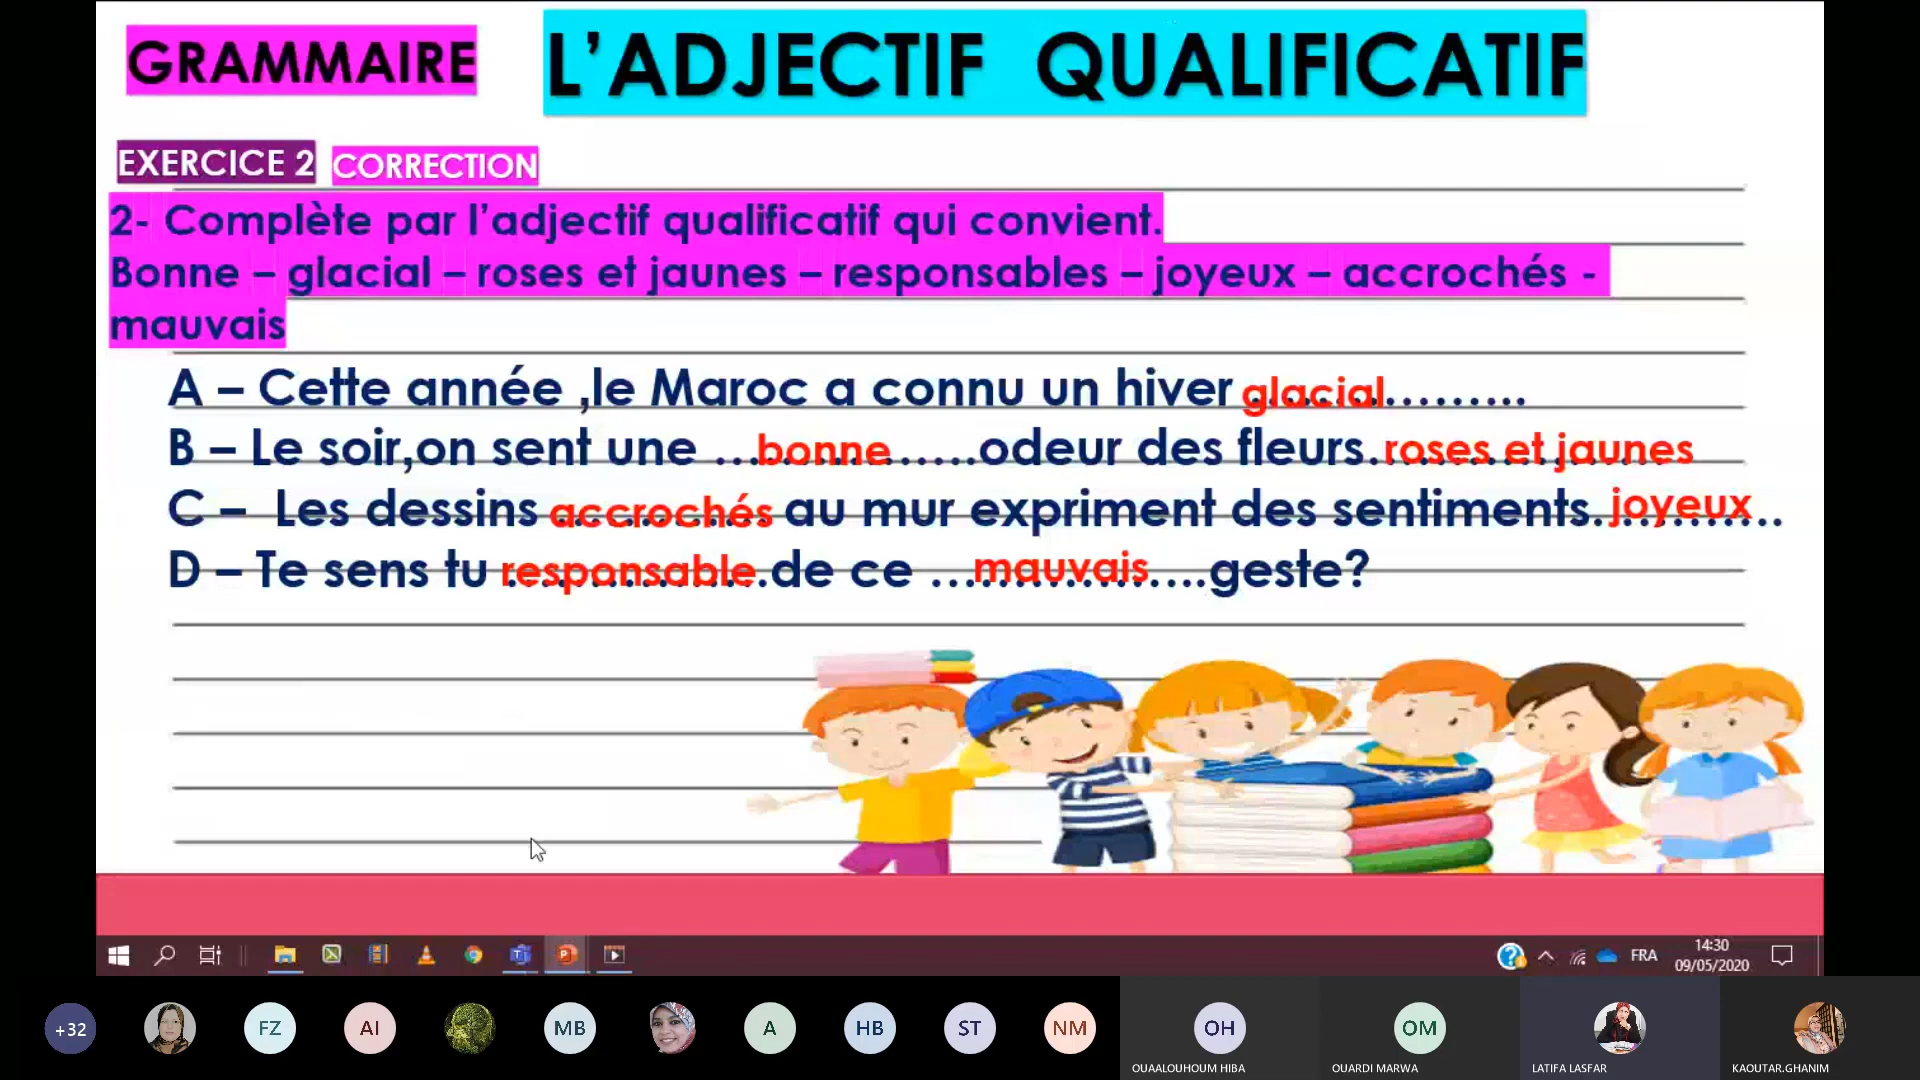 GRAMMAIRE L’ADJECTIF QUALIFICATIF
EXERCICE 2 CORRECTION
2- Complète par l’adjectif qualificatif qui convient.
Bonne – glacial – roses et jaunes – responsables – joyeux – accrochés -
mauvais
A – Cette année ,le Maroc a connu un hiver glacial………..
B – Le soir,on sent une …bonne…….odeur des fleurs.roses et jaunes
C – Les dessins accrochés au mur expriment des sentiments.joyeux..
D – Te sens tu responsable.de ce …mauvais….geste?
FRA
14:30
09/05/2020
+32 FZ AI MB A HB ST NM OH OM
OUAALOUHOUM HIBA OUARDI MARWA LATIFA LASFAR KAOUTAR.GHANIM